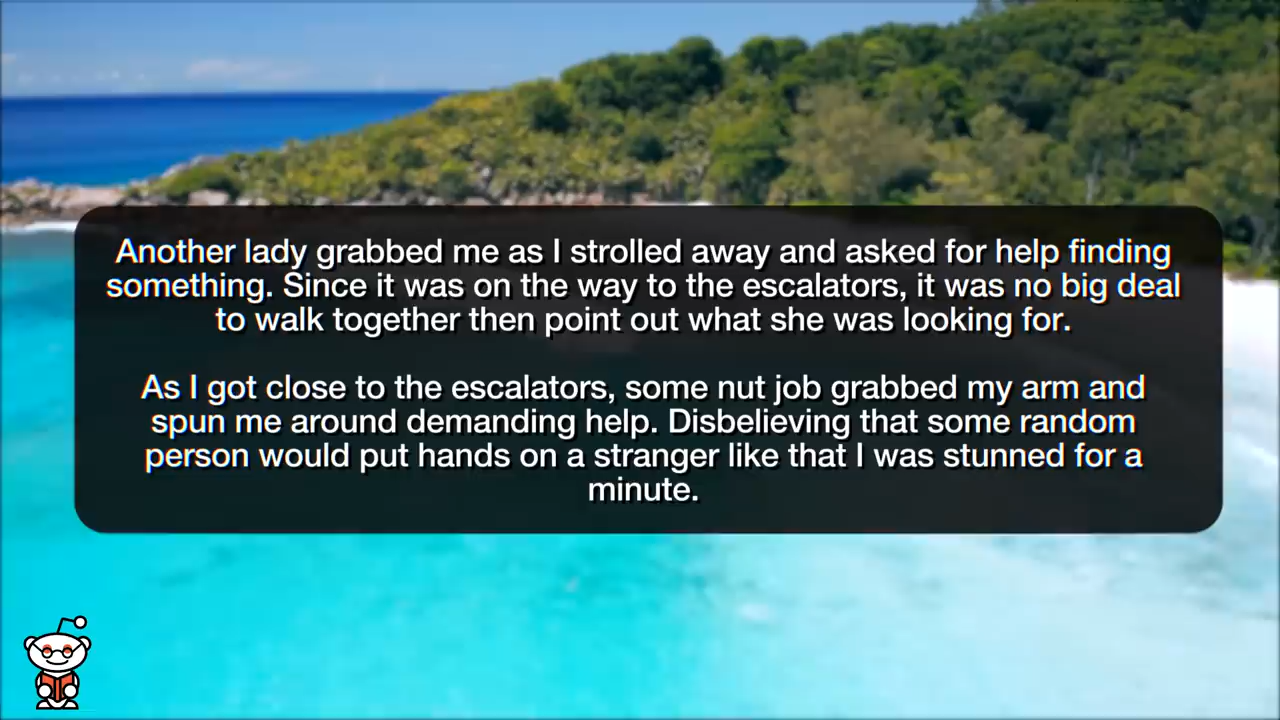 Another lady grabbed me as I strolled away and asked for help finding
something. Since it was on the way to the escalators, it was no big deal
to walk together then point out what she was looking for.
As I got close to the escalators, some nut job grabbed my arm and
spun me around demanding help. Disbelieving that some random
person would put hands on a stranger like that I was stunned for a
minute.